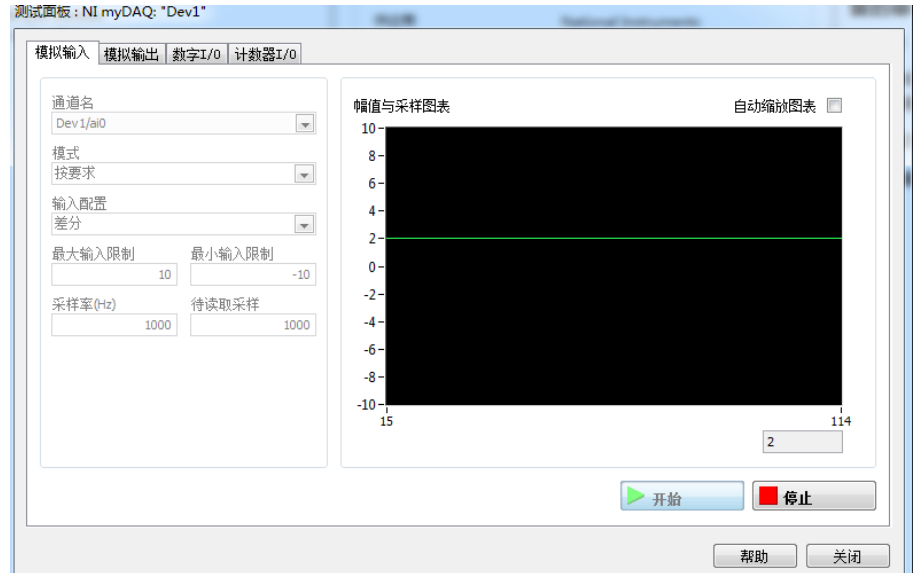 测试面板 : NI myDAQ: "Dev1"
模拟输入 模拟输出 数字I/O 计数器I/O
通道名
Dev1/ai0
模式
按要求
输入配置
差分
最大输入限制 最小输入限制
10 -10
采样率(Hz) 待读取采样
1000 1000
幅值与采样图表 自动缩放图表
10
8
6
4
2
0
-2
-4
-6
-8
-10
15 114
2
开始 停止
帮助 关闭